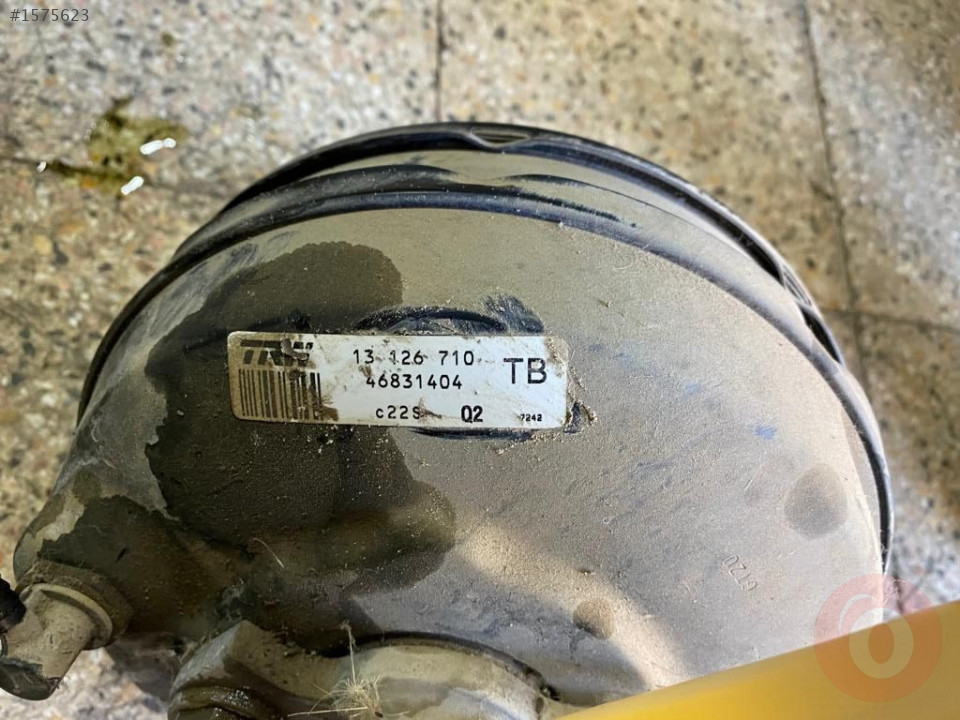 #1575623
TRW 13 126 710 TB
46831404
c22S Q2 7242